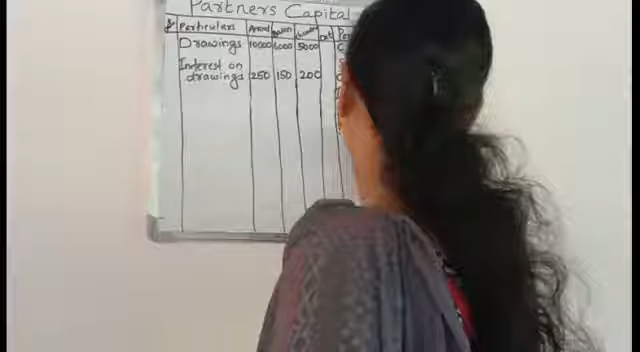 Partners Capital
Particulars
Drawings 10000 6000 5000
Interest on
drawings 250 150 200